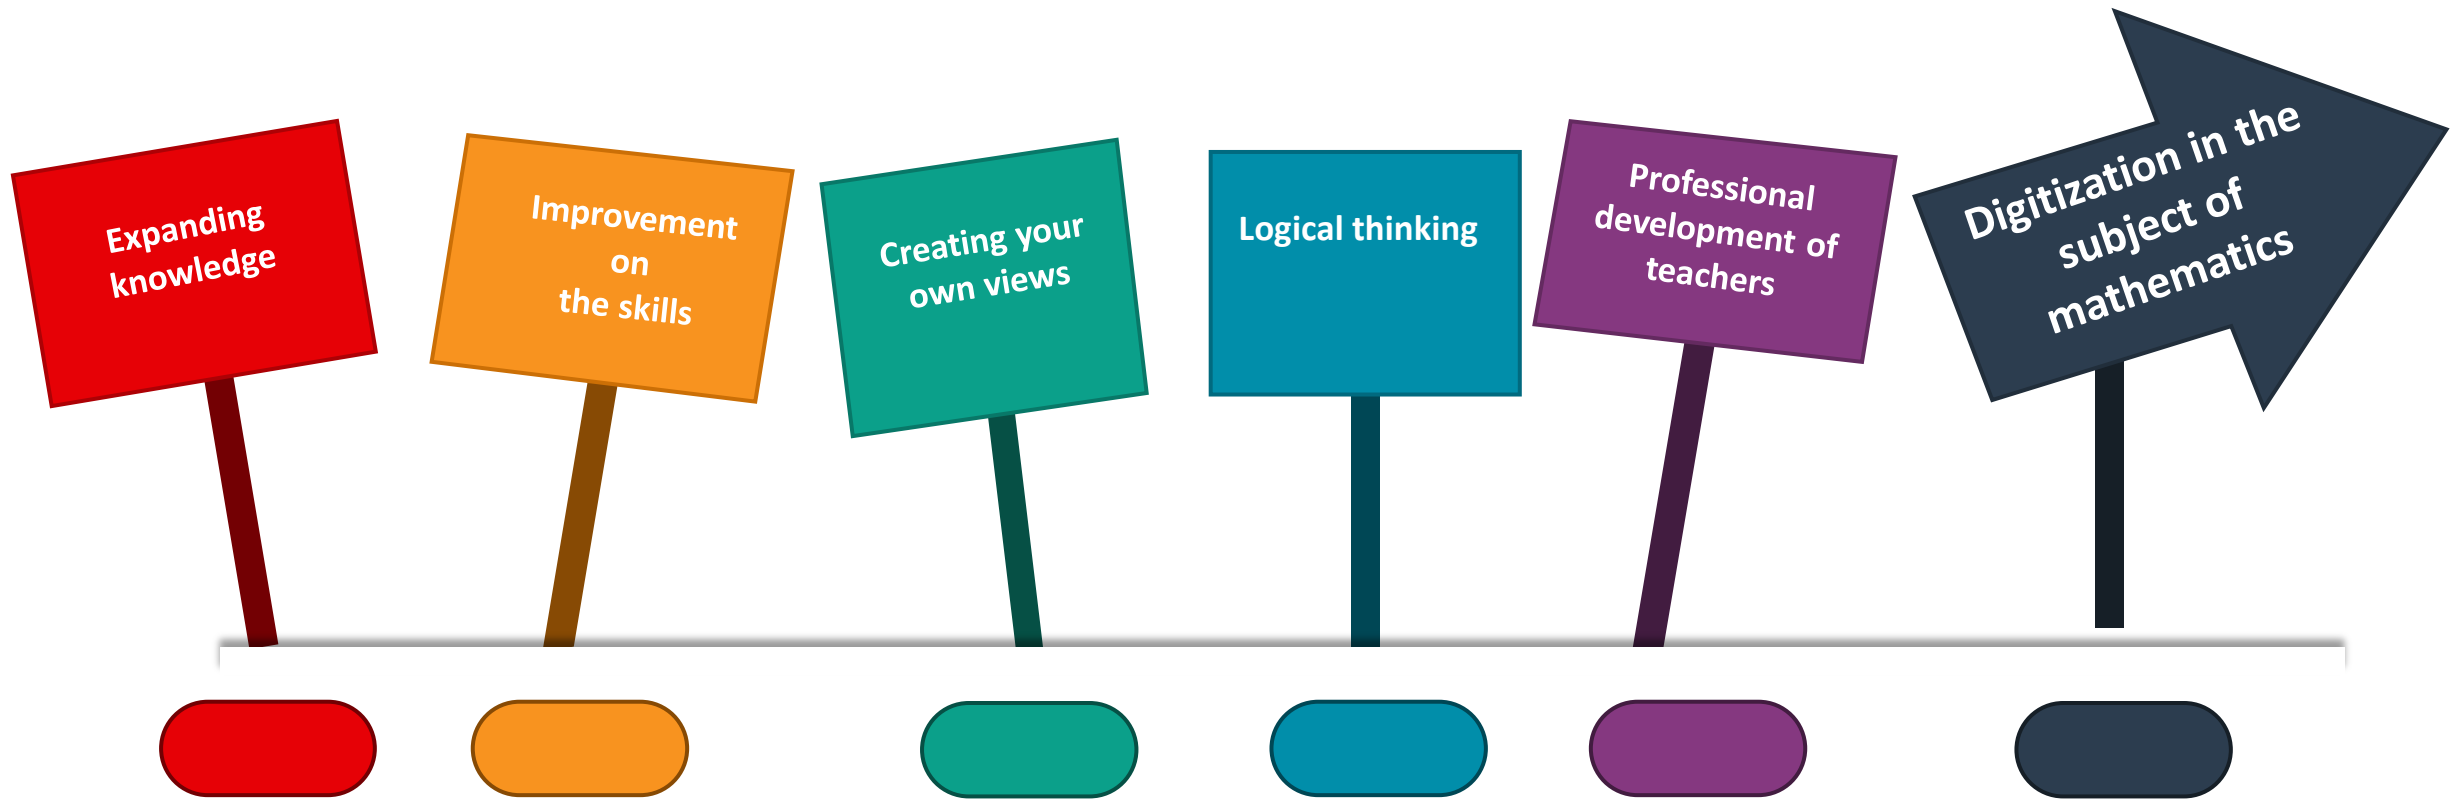 Expanding
knowledge
Improvement
on
the skills
Creating your
own views
Logical thinking
Professional
development of
teachers
Digitization in the
subject of
mathematics